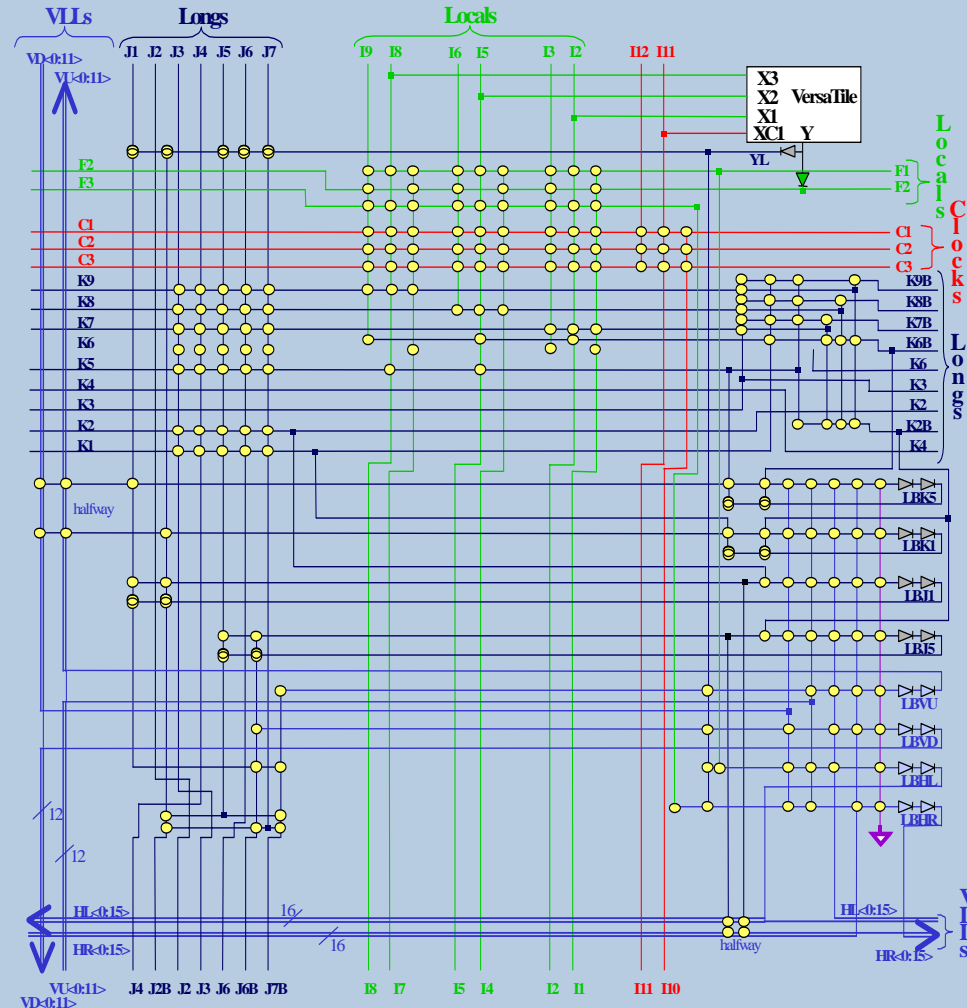 VLLs
Longs
Locals
VD<0:11>
VU<0:11>
J1 J2 J3 J4 J5 J6 J7
I9 I8 I6 I5 I3 I2 I12 I11
X3
X2 VersaTile
X1
XC1 Y
YL
Locals
F2 F1
F3 F2
Clocks
C1 C1
C2 C2
C3 C3
K9 K9B
K8 K8B
K7 K7B
K6 K6B
K5 K6
K4 K3
K3 K2
K2 K2B
K1 K4
Longs
halfway
LBK5
LBK1
LBJ1
LBJ5
LBVU
LBVD
LBHL
LBHR
12
12
HL<0:15> 16 HL<0:15>
HR<0:15> 16 halfway HR<0:15>
VLLs
VU<0:11> J4 J2B J2 J3 J6 J6B J7B I8 I7 I5 I4 I2 I1 I11 I10
VD<0:11>